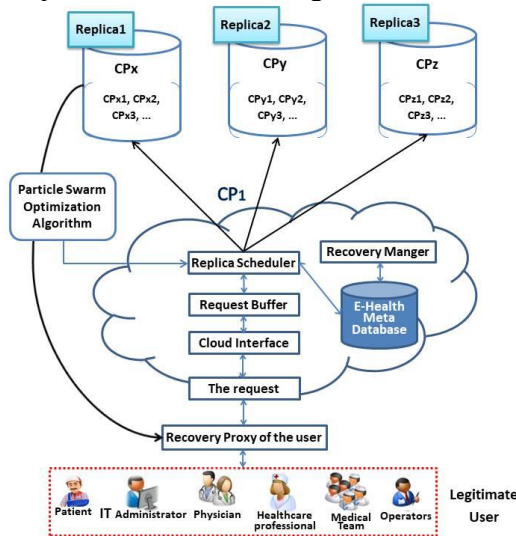 Replica1
Replica2
Replica3
CPx
CPy
CPz
CPx1, CPx2,
CPx3, ...
CPy1, CPy2,
CPy3, ...
CPz1, CPz2,
CPz3, ...
Particle Swarm
Optimization
Algorithm
CP1
Replica Scheduler
Recovery Manger
Request Buffer
E-Health
Meta
Database
Cloud Interface
The request
Recovery Proxy of the user
Patient
IT Administrator
Physician
Healthcare
professional
Medical
Team
Operators
Legitimate
User